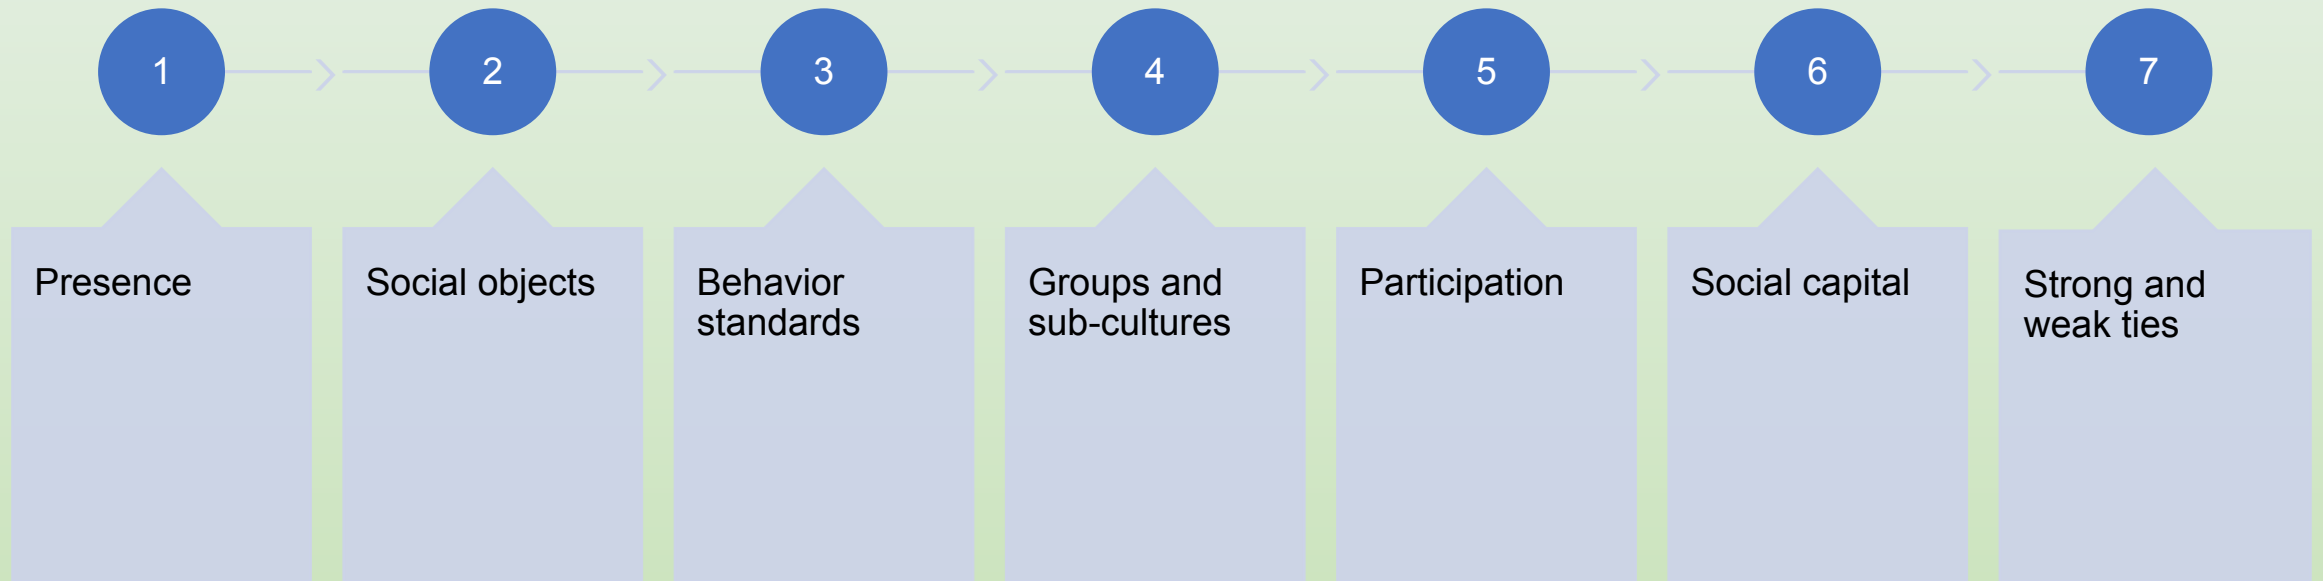 1
2
3
4
5
6
7
Presence
Social objects
Behavior
standards
Groups and
sub-cultures
Participation
Social capital
Strong and
weak ties